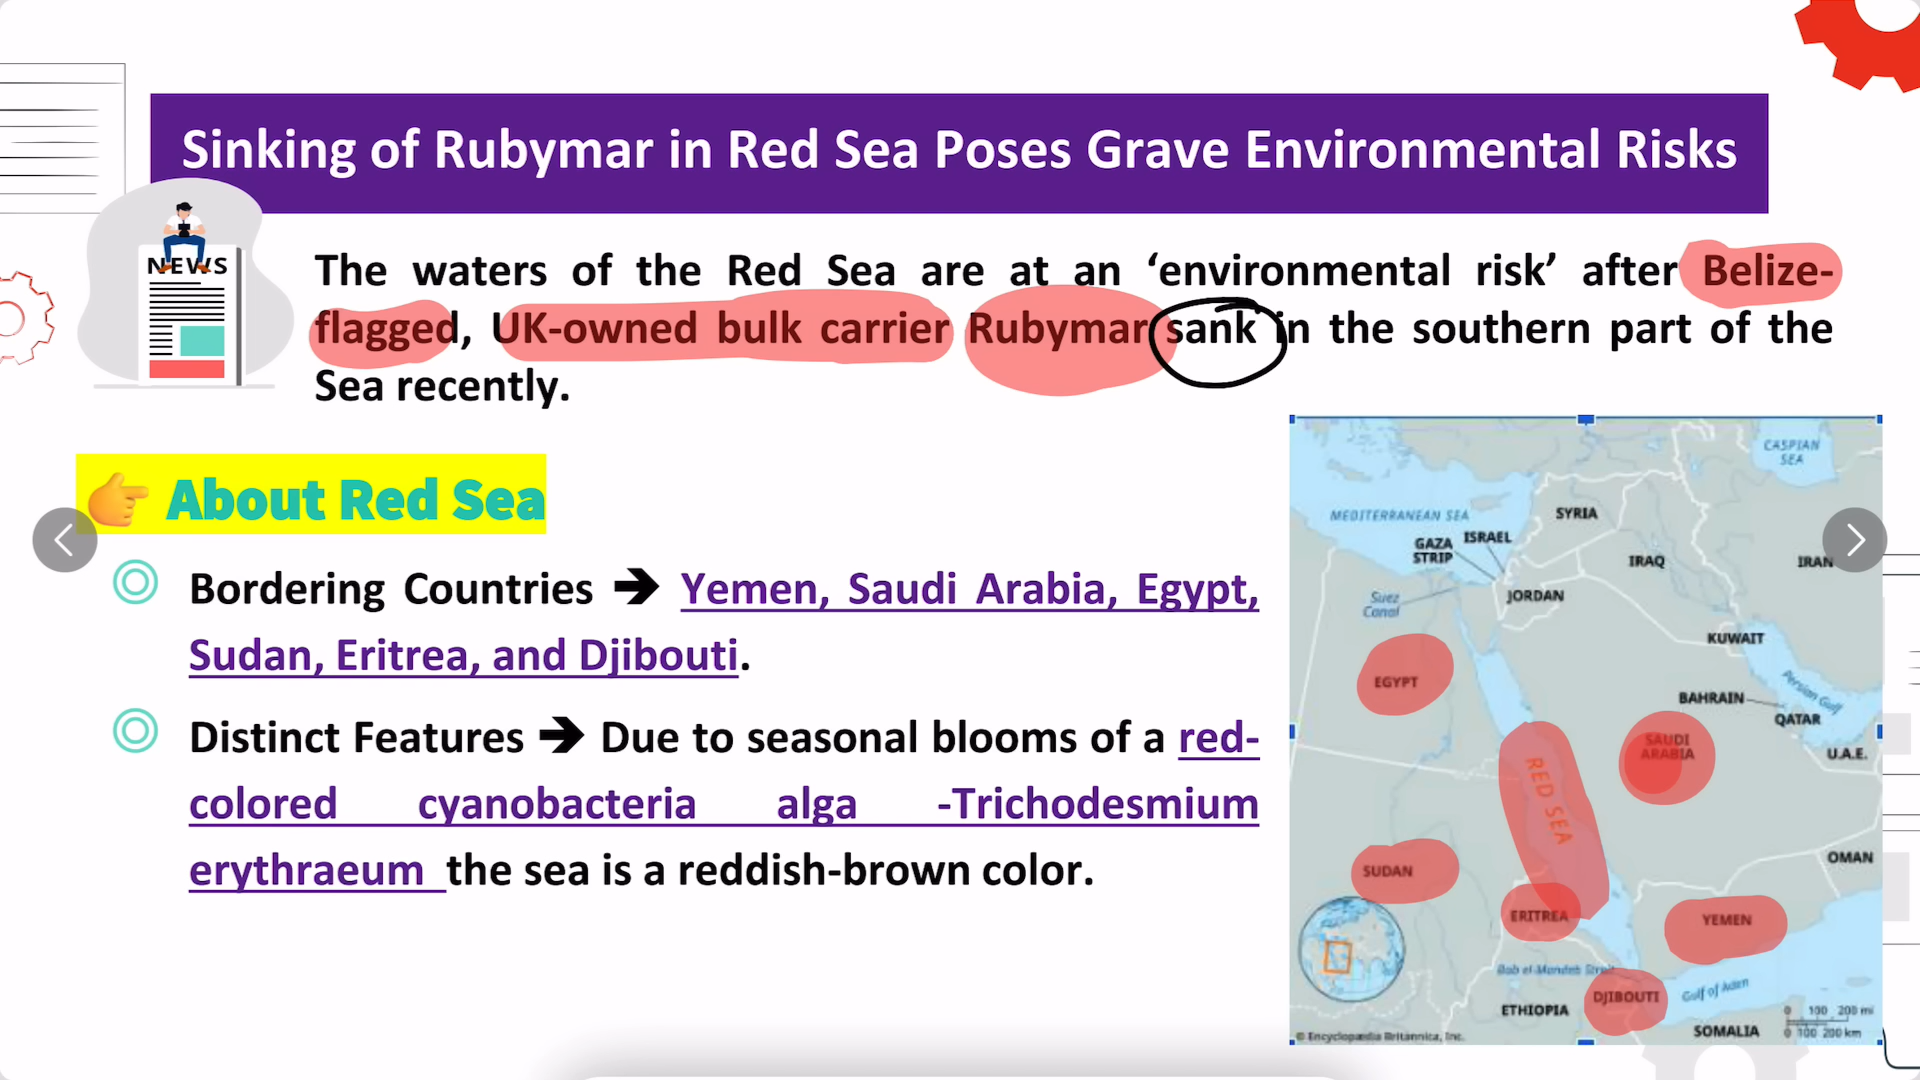 Sinking of Rubymar in Red Sea Poses Grave Environmental Risks
NEWS
The waters of the Red Sea are at an ‘environmental risk’ after Belize-
flagged, UK-owned bulk carrier Rubymar sank in the southern part of the
Sea recently.
👉 About Red Sea
Bordering Countries ➔ Yemen, Saudi Arabia, Egypt,
Sudan, Eritrea, and Djibouti.
Distinct Features ➔ Due to seasonal blooms of a red-
colored cyanobacteria alga -Trichodesmium
erythraeum the sea is a reddish-brown color.
CASPIAN
SEA
MEDITERRANEAN SEA
SYRIA
GAZA
STRIP
ISRAEL
IRAQ
IRAN
Suez
Canal
JORDAN
KUWAIT
EGYPT
Persian Gulf
BAHRAIN
QATAR
SAUDI
ARABIA
U.A.E.
RED SEA
SUDAN
OMAN
ERITREA
YEMEN
Bab el-Mandeb Strait
DJIBOUTI
Gulf of Aden
ETHIOPIA
SOMALIA
0 100 200 mi
0 100 200 km
© Encyclopædia Britannica, Inc.